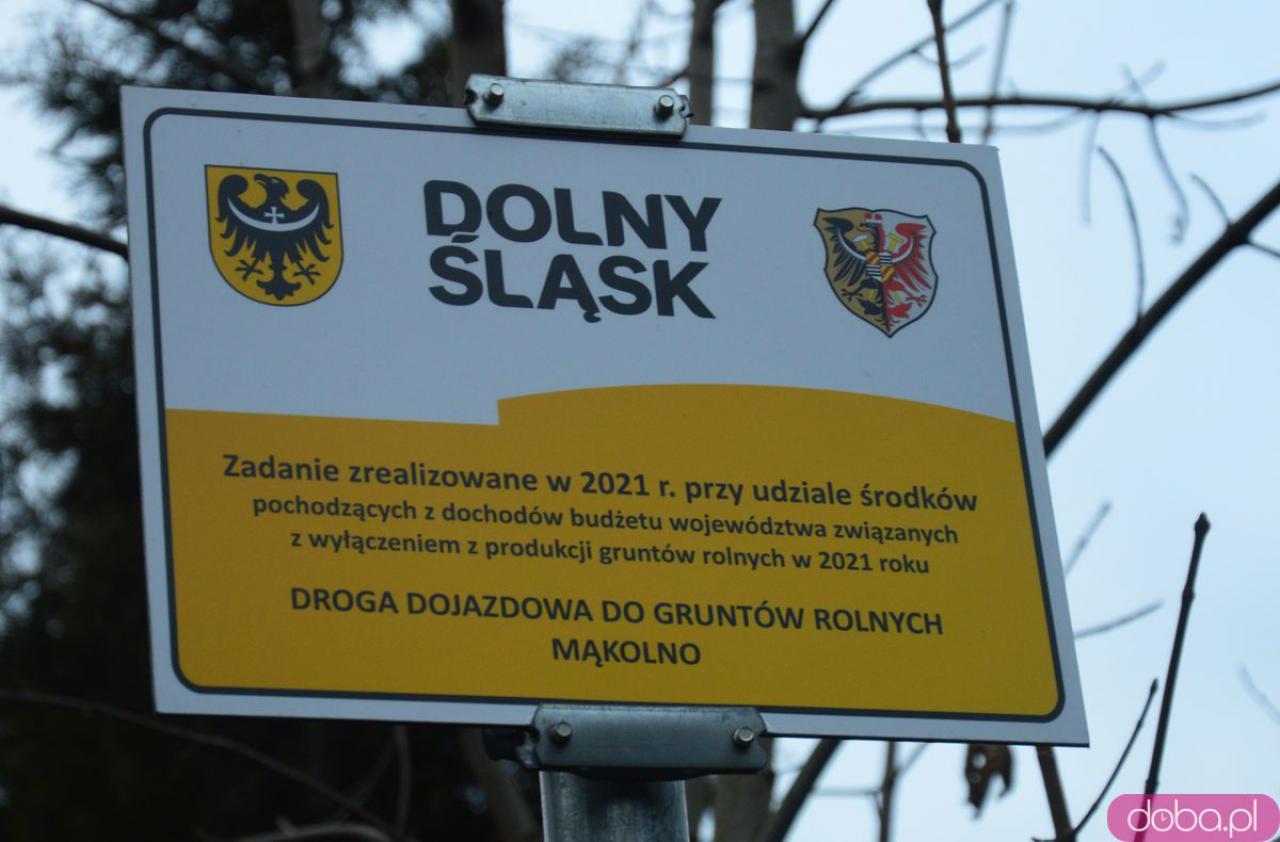 DOLNY
ŚLĄSK
Zadanie zrealizowane w 2021 r. przy udziale środków
pochodzących z dochodów budżetu województwa związanych
z wyłączeniem z produkcji gruntów rolnych w 2021 roku
DROGA DOJAZDOWA DO GRUNTÓW ROLNYCH
MĄKOLNO
doba.pl